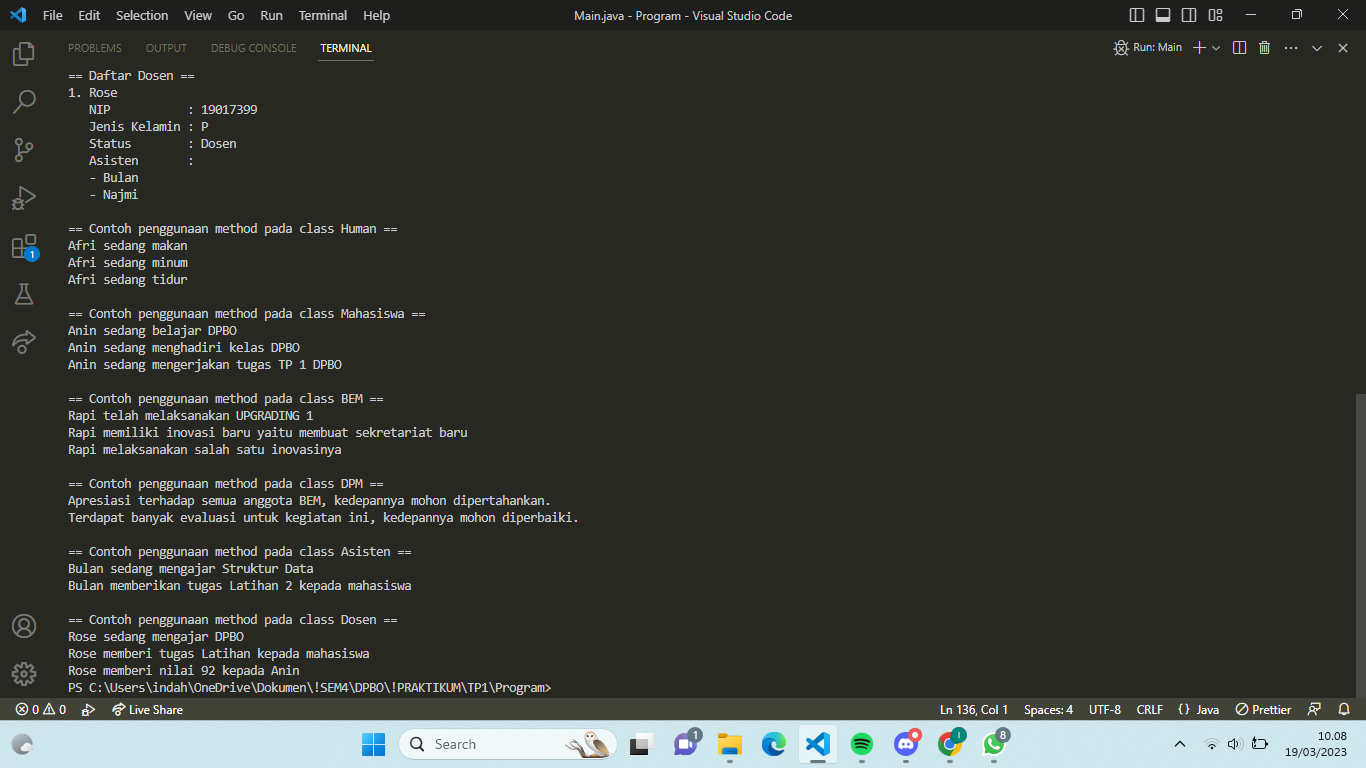 File Edit Selection View Go Run Terminal Help Main.java - Program - Visual Studio Code
PROBLEMS OUTPUT DEBUG CONSOLE TERMINAL Run: Main
== Daftar Dosen ==
1. Rose
NIP : 19017399
Jenis Kelamin : P
Status : Dosen
Asisten :
- Bulan
- Najmi
== Contoh penggunaan method pada class Human ==
Afri sedang makan
Afri sedang minum
Afri sedang tidur
== Contoh penggunaan method pada class Mahasiswa ==
Anin sedang belajar DPBO
Anin sedang menghadiri kelas DPBO
Anin sedang mengerjakan tugas TP 1 DPBO
== Contoh penggunaan method pada class BEM ==
Rapi telah melaksanakan UPGRADING 1
Rapi memiliki inovasi baru yaitu membuat sekretariat baru
Rapi melaksanakan salah satu inovasinya
== Contoh penggunaan method pada class DPM ==
Apresiasi terhadap semua anggota BEM, kedepannya mohon dipertahankan.
Terdapat banyak evaluasi untuk kegiatan ini, kedepannya mohon diperbaiki.
== Contoh penggunaan method pada class Asisten ==
Bulan sedang mengajar Struktur Data
Bulan memberikan tugas Latihan 2 kepada mahasiswa
== Contoh penggunaan method pada class Dosen ==
Rose sedang mengajar DPBO
Rose memberi tugas Latihan kepada mahasiswa
Rose memberi nilai 92 kepada Anin
PS C:\Users\indah\OneDrive\Dokumen\!SEM4\DPBO\!PRAKTIKUM\TP1\Program>
1
0 0 Live Share Ln 136, Col 1 Spaces: 4 UTF-8 CRLF {} Java Prettier
Search 1 I 8 10.08
19/03/2023